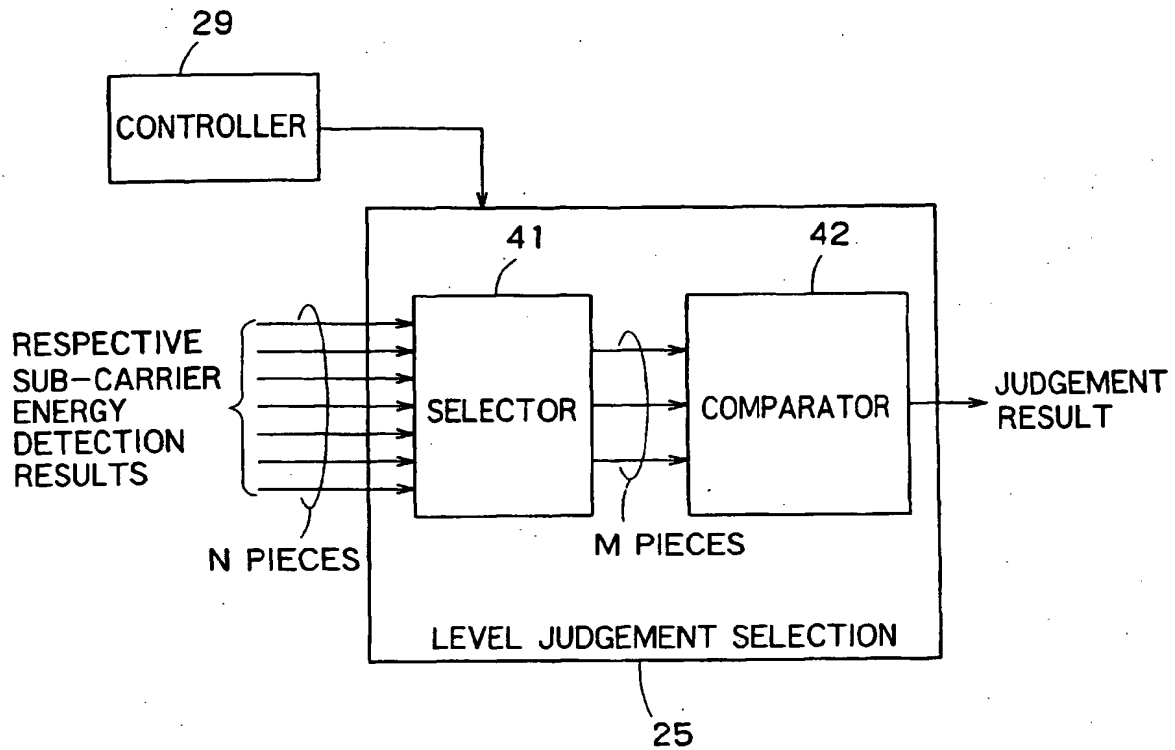 29
CONTROLLER
41
42
RESPECTIVE
SUB-CARRIER
ENERGY
DETECTION
RESULTS
SELECTOR
COMPARATOR
JUDGEMENT
RESULT
N PIECES
M PIECES
LEVEL JUDGEMENT SELECTION
25